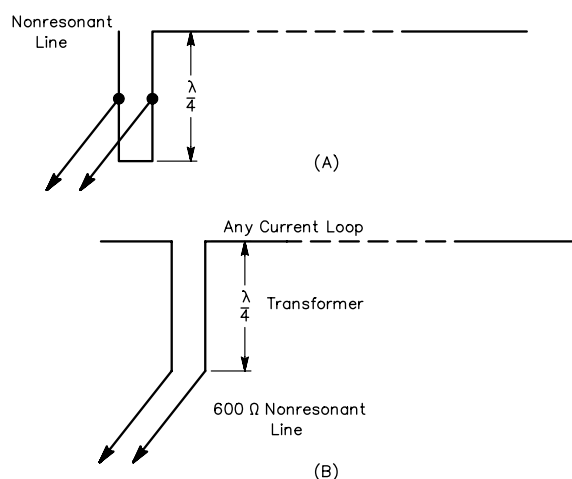 Nonresonant
Line
λ
4
(A)
Any Current Loop
λ
4
Transformer
600 Ω Nonresonant
Line
(B)